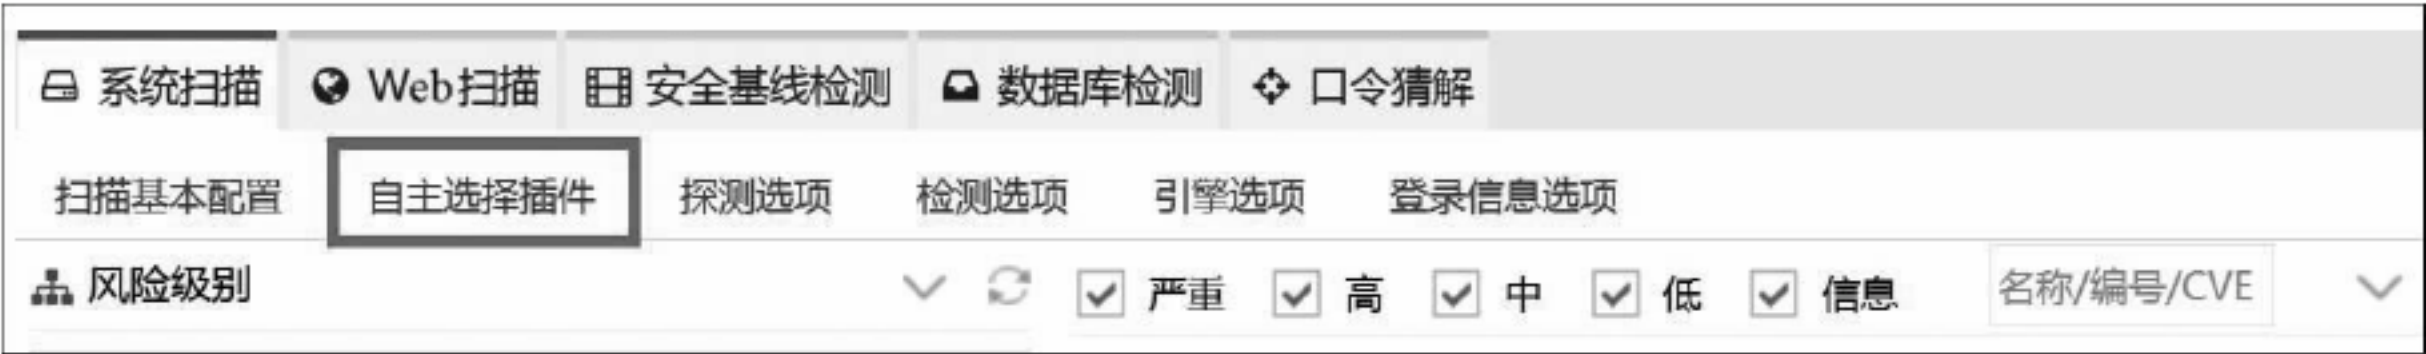 系统扫描 Web扫描 安全基线检测 数据库检测 口令猜解
扫描基本配置 自主选择插件 探测选项 检测选项 引擎选项 登录信息选项
风险级别 严重 高 中 低 信息 名称/编号/CVE